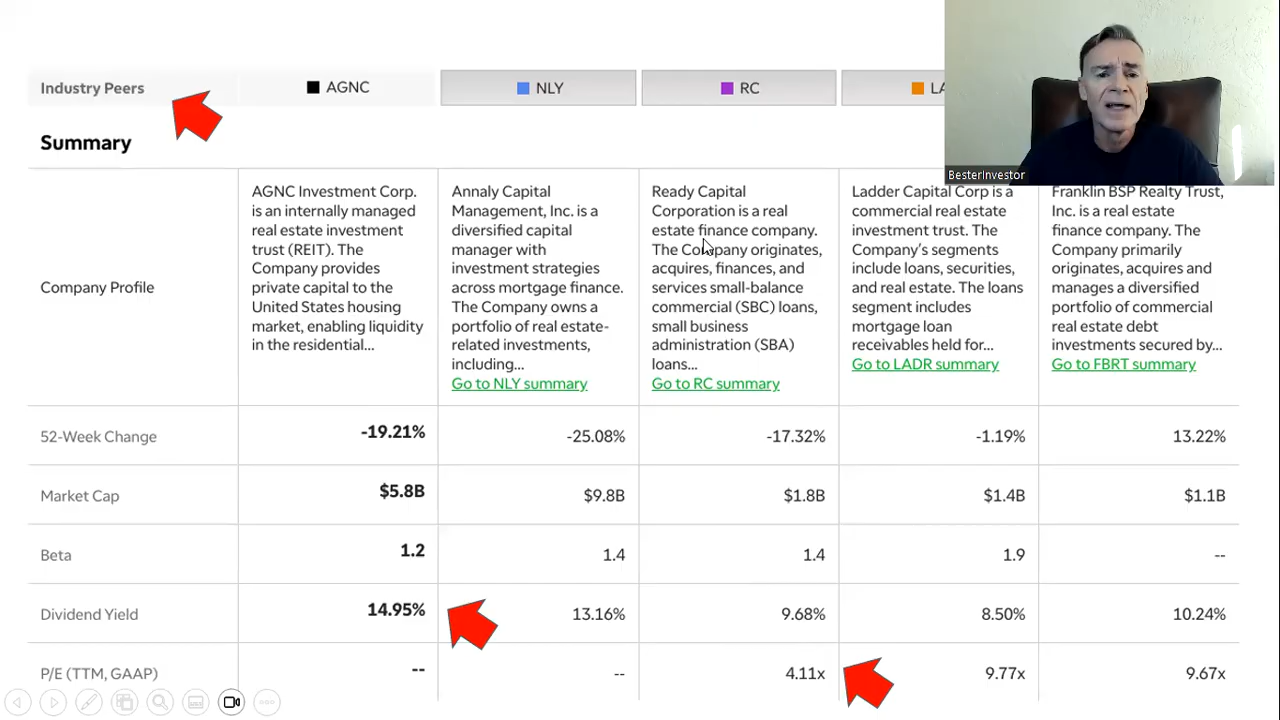 Industry Peers
AGNC
NLY
RC
LA
BesterInvestor
Summary
Company Profile
AGNC Investment Corp.
is an internally managed
real estate investment
trust (REIT). The
Company provides
private capital to the
United States housing
market, enabling liquidity
in the residential...
Annaly Capital
Management, Inc. is a
diversified capital
manager with
investment strategies
across mortgage finance.
The Company owns a
portfolio of real estate-
related investments,
including...
Go to NLY summary
Ready Capital
Corporation is a real
estate finance company.
The Company originates,
acquires, finances, and
services small-balance
commercial (SBC) loans,
small business
administration (SBA)
loans...
Go to RC summary
Ladder Capital Corp is a
commercial real estate
investment trust. The
Company's segments
include loans, securities,
and real estate. The loans
segment includes
mortgage loan
receivables held for...
Go to LADR summary
Franklin BSP Realty Trust,
Inc. is a real estate
finance company. The
Company primarily
originates, acquires and
manages a diversified
portfolio of commercial
real estate debt
investments secured by...
Go to FBRT summary
52-Week Change -19.21% -25.08% -17.32% -1.19% 13.22%
Market Cap $5.8B $9.8B $1.8B $1.4B $1.1B
Beta 1.2 1.4 1.4 1.9 --
Dividend Yield 14.95% 13.16% 9.68% 8.50% 10.24%
P/E (TTM, GAAP) -- -- 4.11x 9.77x 9.67x